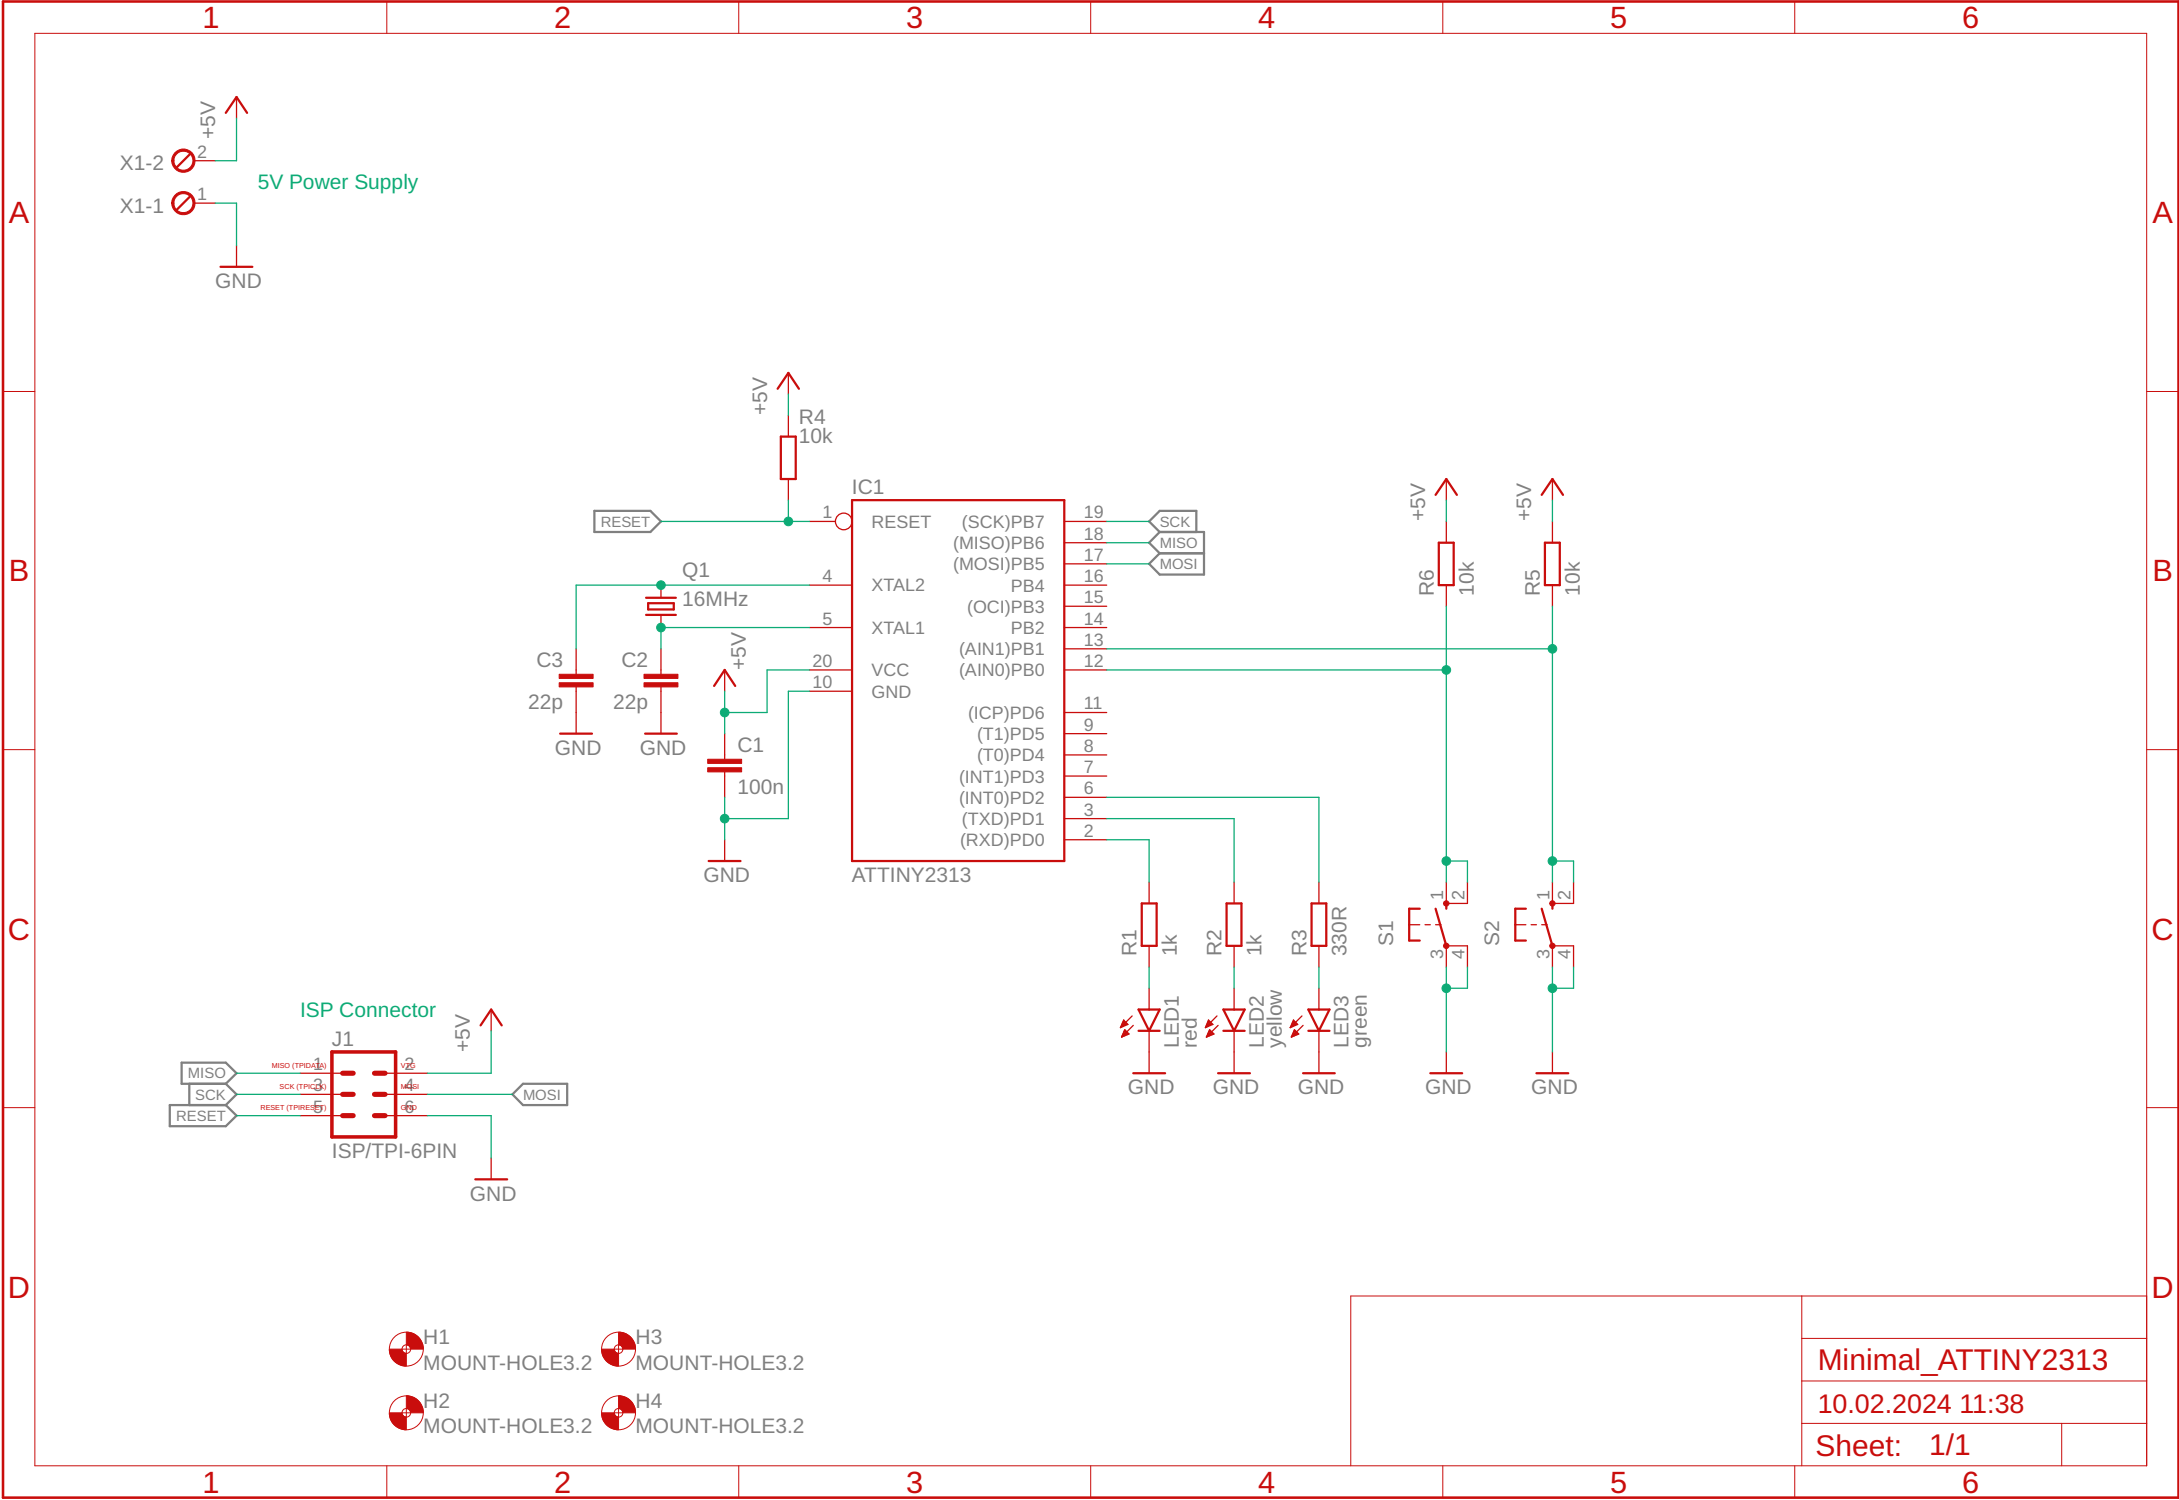 1 2 3 4 5 6
A A
B B
C C
D D
+5V
X1-2 2
5V Power Supply
X1-1 1
GND
+5V
R4
10k
IC1
RESET 1 RESET
Q1
16MHz
4 XTAL2
5 XTAL1
+5V
20 VCC
10 GND
C3
22p
GND
C2
22p
GND
C1
100n
GND
(SCK)PB7 19 SCK
(MISO)PB6 18 MISO
(MOSI)PB5 17 MOSI
PB4 16
(OCI)PB3 15
PB2 14
(AIN1)PB1 13
(AIN0)PB0 12
(ICP)PD6 11
(T1)PD5 9
(T0)PD4 8
(INT1)PD3 7
(INT0)PD2 6
(TXD)PD1 3
(RXD)PD0 2
ATTINY2313
+5V
R6
10k
+5V
R5
10k
R1
1k
R2
1k
R3
330R
LED1
red
LED2
yellow
LED3
green
GND
GND
GND
S1
1 2
3 4
GND
S2
1 2
3 4
GND
ISP Connector
J1
+5V
MISO MISO (TPIDATA) 1 2 VTG
SCK SCK (TPICLK) 3 4 MOSI MOSI
RESET RESET (TPIRESET) 5 6 GND
ISP/TPI-6PIN
GND
H1
MOUNT-HOLE3.2
H3
MOUNT-HOLE3.2
H2
MOUNT-HOLE3.2
H4
MOUNT-HOLE3.2
Minimal_ATTINY2313
10.02.2024 11:38
Sheet: 1/1
1 2 3 4 5 6